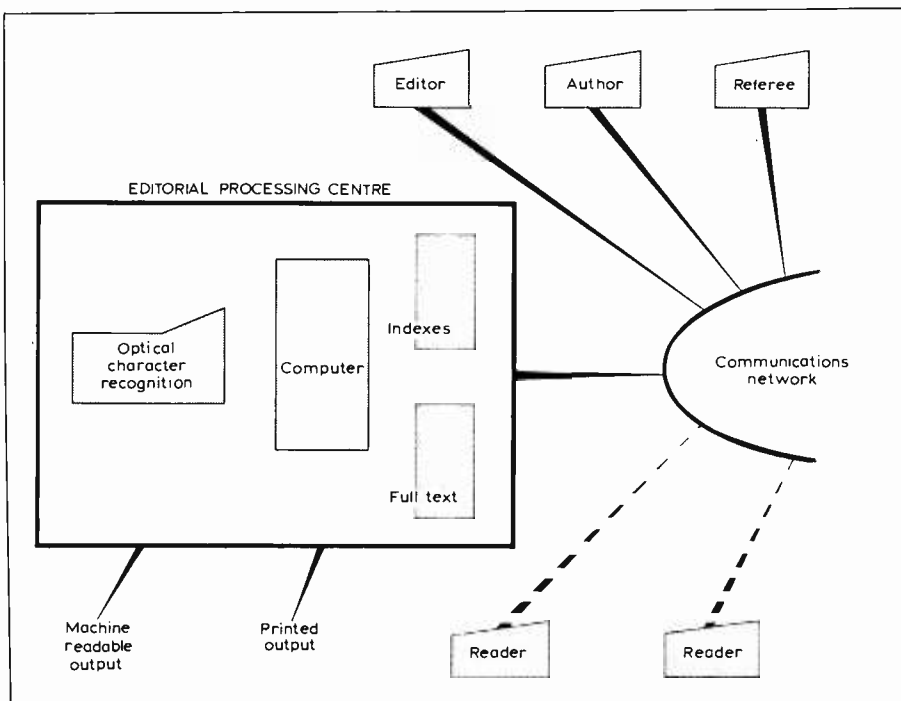 Editor
Author
Referee
EDITORIAL PROCESSING CENTRE
Indexes
Optical
character
recognition
Computer
Communications
network
Full text
Machine
readable
output
Printed
output
Reader
Reader